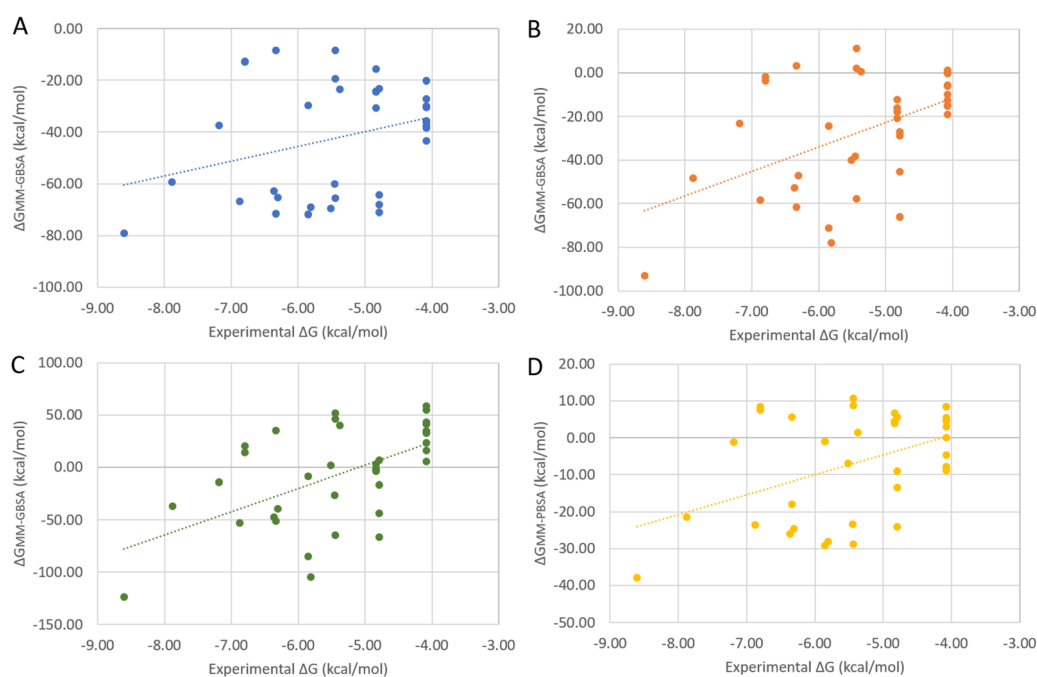 A
0.00
-20.00
-40.00
-60.00
-80.00
-100.00
ΔGMM-GBSA (kcal/mol)
-9.00 -8.00 -7.00 -6.00 -5.00 -4.00 -3.00
Experimental ΔG (kcal/mol)
B
20.00
0.00
-20.00
-40.00
-60.00
-80.00
-100.00
ΔGMM-GBSA (kcal/mol)
-9.00 -8.00 -7.00 -6.00 -5.00 -4.00 -3.00
Experimental ΔG (kcal/mol)
C
100.00
50.00
0.00
-50.00
-100.00
-150.00
ΔGMM-GBSA (kcal/mol)
-9.00 -8.00 -7.00 -6.00 -5.00 -4.00 -3.00
Experimental ΔG (kcal/mol)
D
20.00
10.00
0.00
-10.00
-20.00
-30.00
-40.00
-50.00
ΔGMM-PBSA (kcal/mol)
-9.00 -8.00 -7.00 -6.00 -5.00 -4.00 -3.00
Experimental ΔG (kcal/mol)